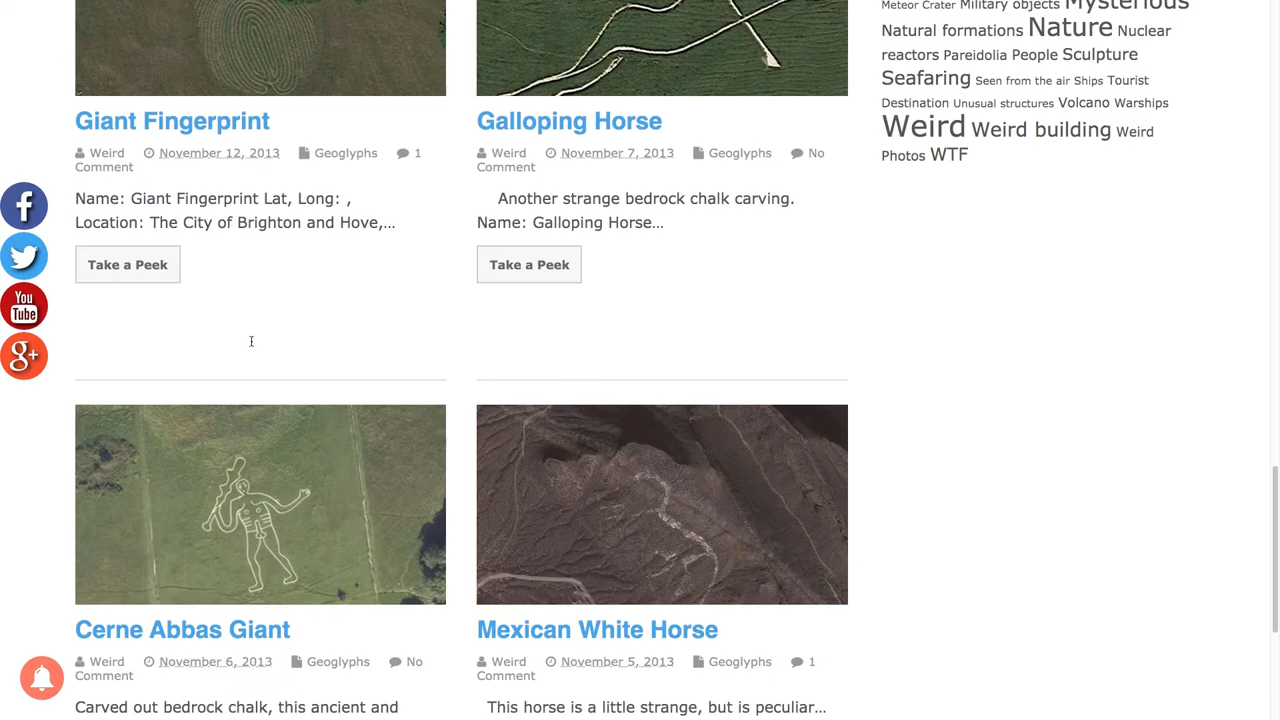 Meteor Crater Military objects Mysterious
Natural formations Nature Nuclear
reactors Pareidolia People Sculpture
Seafaring Seen from the air Ships Tourist
Destination Unusual structures Volcano Warships
Weird Weird building Weird
Photos WTF
Giant Fingerprint
Weird November 12, 2013 Geoglyphs 1
Comment
Name: Giant Fingerprint Lat, Long: ,
Location: The City of Brighton and Hove,...
Take a Peek
Galloping Horse
Weird November 7, 2013 Geoglyphs No
Comment
Another strange bedrock chalk carving.
Name: Galloping Horse...
Take a Peek
f
You
Tube
g+
Cerne Abbas Giant
Weird November 6, 2013 Geoglyphs No
Comment
Carved out bedrock chalk, this ancient and
Mexican White Horse
Weird November 5, 2013 Geoglyphs 1
Comment
This horse is a little strange, but is peculiar...